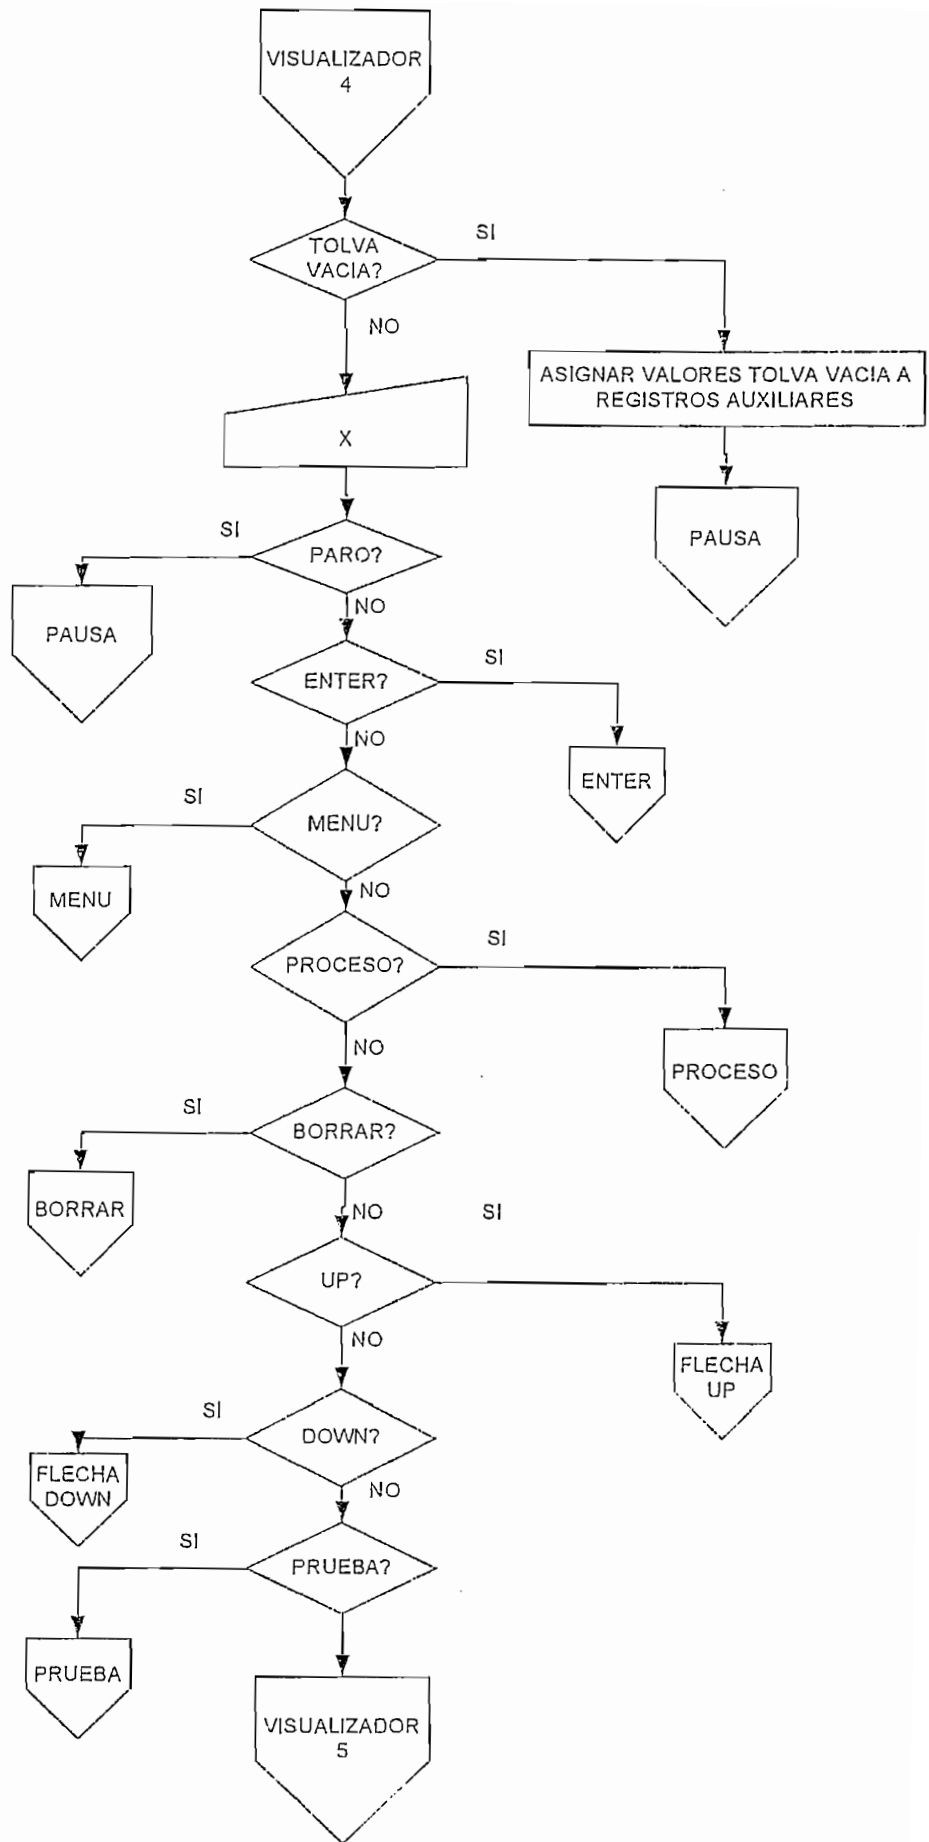 VISUALIZADOR
4
TOLVA
VACIA?
SI
NO
ASIGNAR VALORES TOLVA VACIA A
REGISTROS AUXILIARES
X
PAUSA
PARO?
SI
PAUSA
NO
ENTER?
SI
ENTER
NO
MENU?
SI
MENU
NO
PROCESO?
SI
PROCESO
NO
BORRAR?
SI
BORRAR
NO
UP?
SI
FLECHA
UP
NO
DOWN?
SI
FLECHA
DOWN
NO
PRUEBA?
SI
PRUEBA
VISUALIZADOR
5